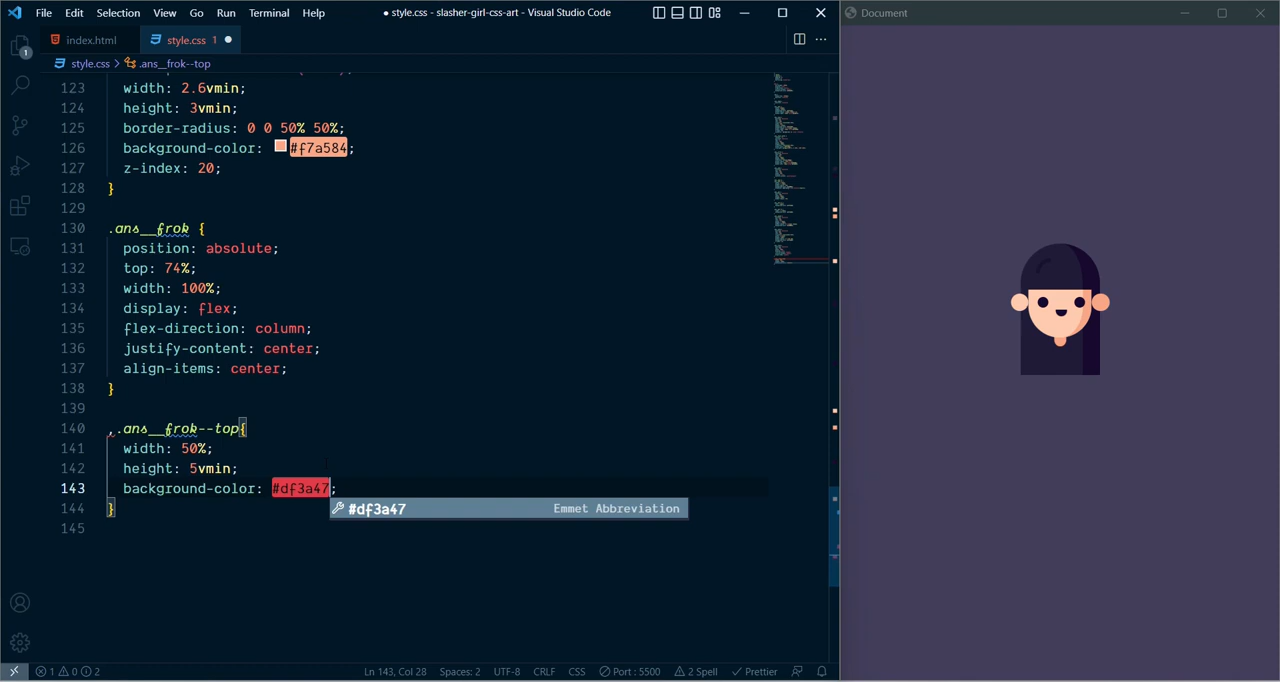 File Edit Selection View Go Run Terminal Help
● style.css - slasher-girl-css-art - Visual Studio Code
Document
1
index.html
style.css 1 ●
style.css > .ans__frok--top
123 width: 2.6vmin;
124 height: 3vmin;
125 border-radius: 0 0 50% 50%;
126 background-color: #f7a584;
127 z-index: 20;
128 }
129
130 .ans__frok {
131 position: absolute;
132 top: 74%;
133 width: 100%;
134 display: flex;
135 flex-direction: column;
136 justify-content: center;
137 align-items: center;
138 }
139
140 ,.ans__frok--top{
141 width: 50%;
142 height: 5vmin;
143 background-color: #df3a47;
#df3a47 Emmet Abbreviation
144 }
145
1 0 2
Ln 143, Col 28 Spaces: 2 UTF-8 CRLF CSS Port : 5500 2 Spell Prettier